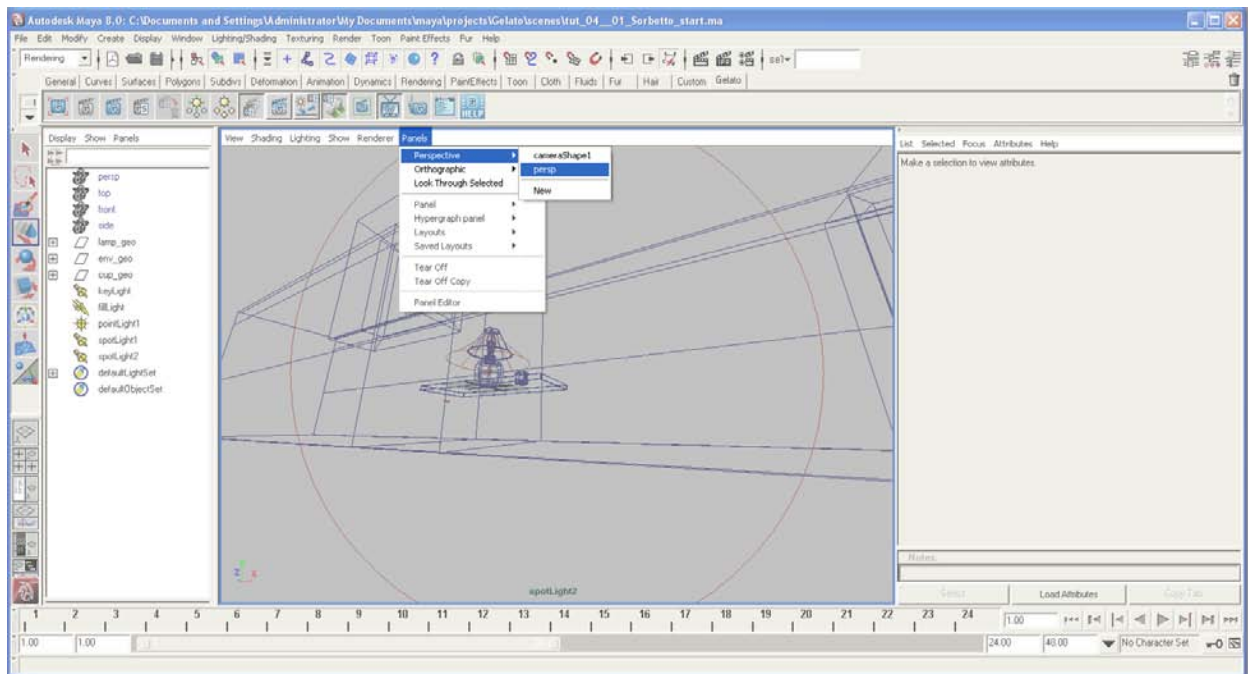 Autodesk Maya 8.0: C:\Documents and Settings\Administrator\My Documents\maya\projects\Gelato\scenes\tut_04__01_Sorbetto_start.ma
File Edit Modify Create Display Window Lighting/Shading Texturing Render Toon Paint Effects Fur Help
Rendering sel-
General Curves Surfaces Polygons Subdivs Deformation Animation Dynamics Rendering PaintEffects Toon Cloth Fluids Fur Hair Custom Gelato
HELP
Display Show Panels
persp
top
front
side
lamp_geo
env_geo
cup_geo
keyLight
fillLight
pointLight1
spotLight1
spotLight2
defaultLightSet
defaultObjectSet
View Shading Lighting Show Renderer Panels
Perspective
Orthographic
Look Through Selected
Panel
Hypergraph panel
Layouts
Saved Layouts
Tear Off
Tear Off Copy
Panel Editor
cameraShape1
persp
New
z x
spotLight2
List Selected Focus Attributes Help
Make a selection to view attributes
Notes:
Select Load Attributes Copy Tab
1 2 3 4 5 6 7 8 9 10 11 12 13 14 15 16 17 18 19 20 21 22 23 24 1.00
1.00 1.00 1 24.00 48.00 No Character Set